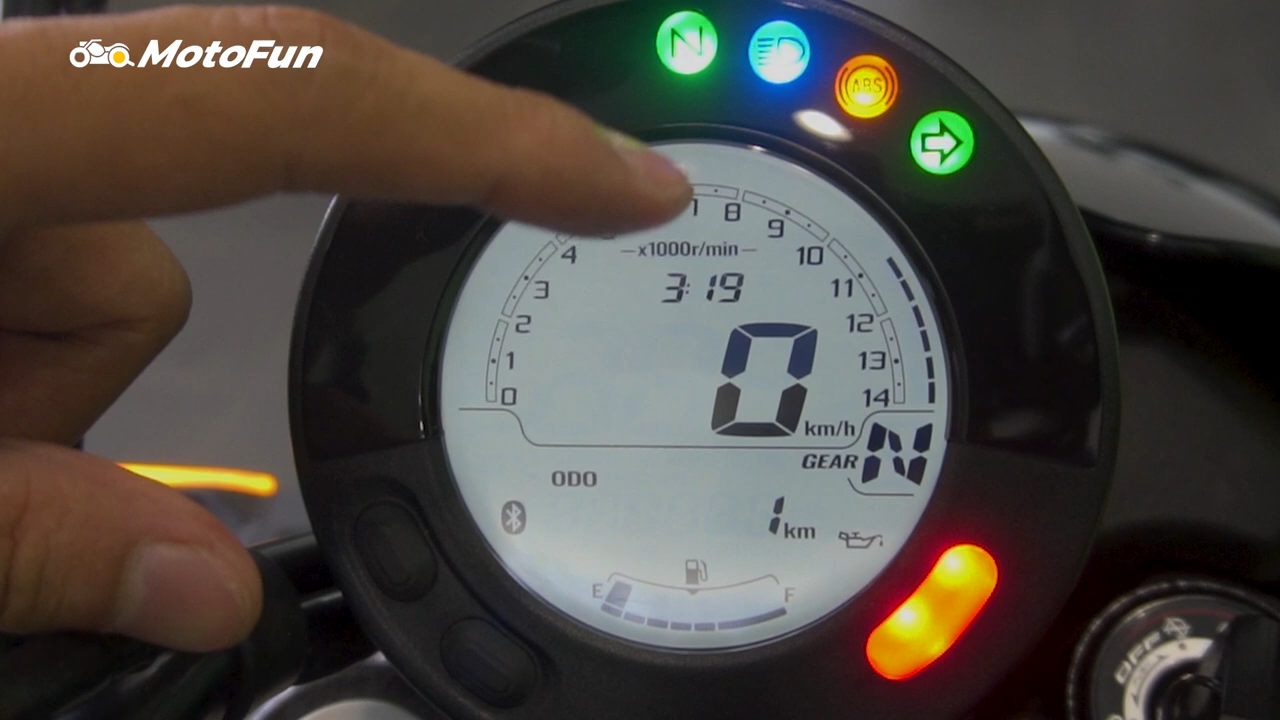 MotoFun
N
ABS
7 8
9
4 x1000r/min 10
3 3:19 11
2 12
1 0 13
0 km/h 14
GEAR N
ODO
1 km
E F
OFF